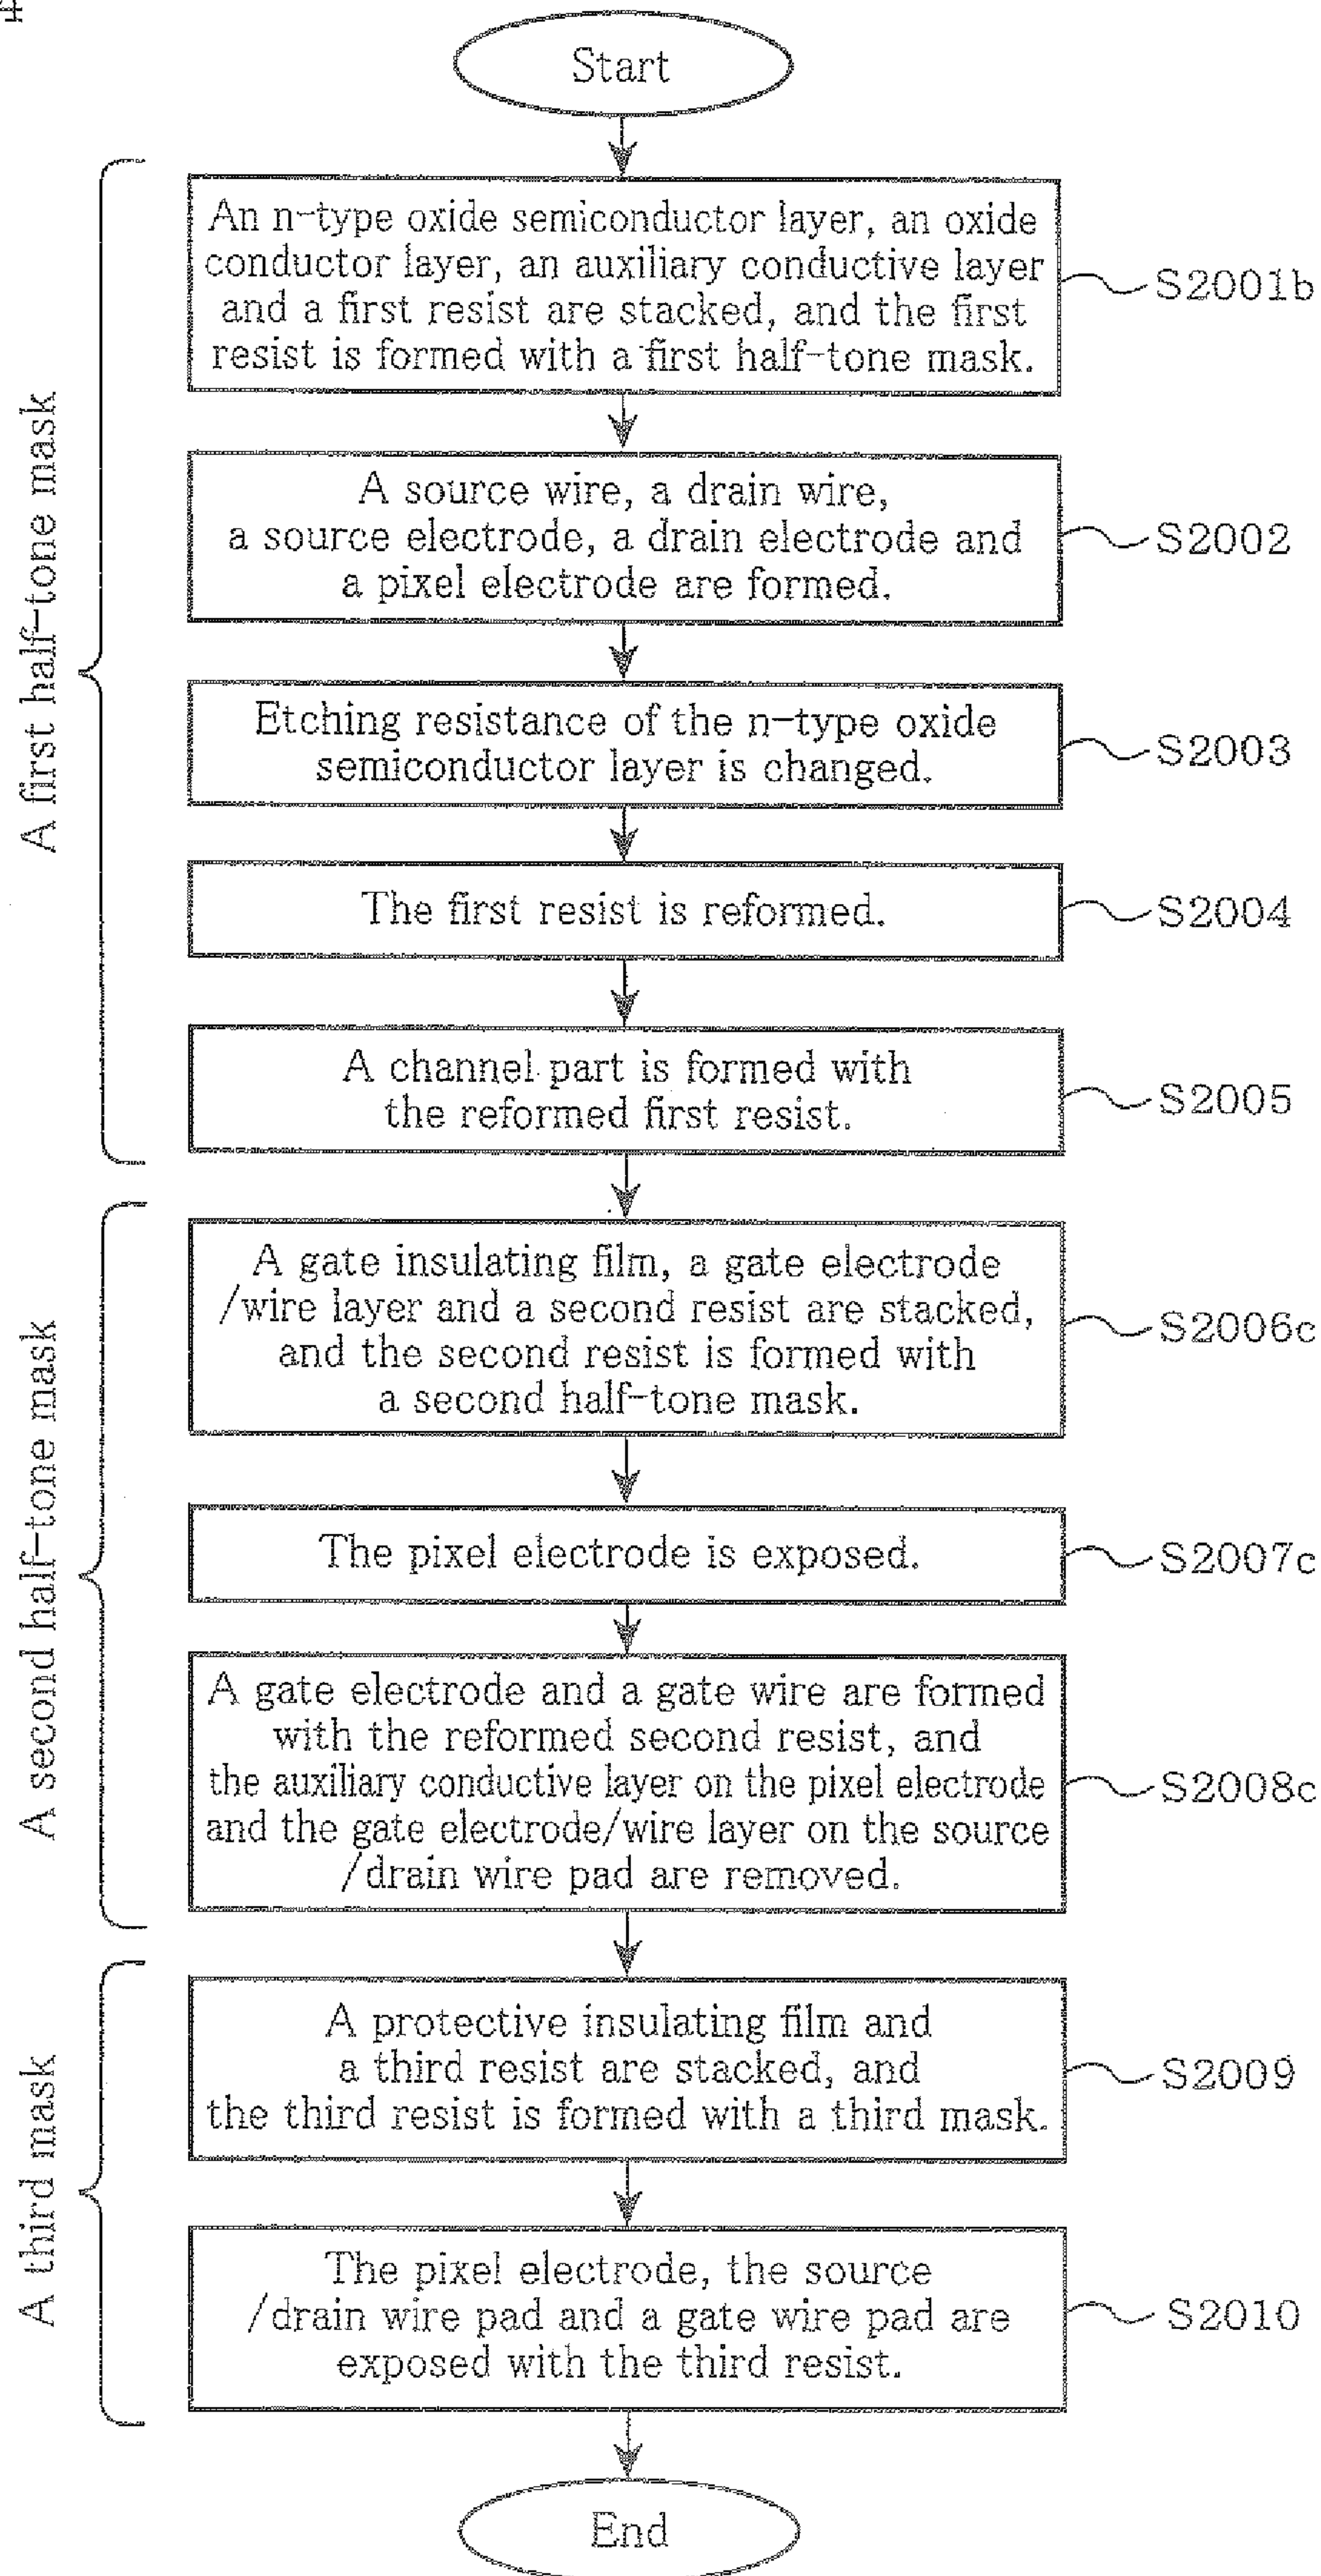 4
Start
A first half-tone mask
An n-type oxide semiconductor layer, an oxide
conductor layer, an auxiliary conductive layer
and a first resist are stacked, and the first
resist is formed with a first half-tone mask.
S2001b
A source wire, a drain wire,
a source electrode, a drain electrode and
a pixel electrode are formed.
S2002
Etching resistance of the n-type oxide
semiconductor layer is changed.
S2003
The first resist is reformed.
S2004
A channel part is formed with
the reformed first resist.
S2005
A second half-tone mask
A gate insulating film, a gate electrode
/wire layer and a second resist are stacked,
and the second resist is formed with
a second half-tone mask.
S2006c
The pixel electrode is exposed.
S2007c
A gate electrode and a gate wire are formed
with the reformed second resist, and
the auxiliary conductive layer on the pixel electrode
and the gate electrode/wire layer on the source
/drain wire pad are removed.
S2008c
A third mask
A protective insulating film and
a third resist are stacked, and
the third resist is formed with a third mask.
S2009
The pixel electrode, the source
/drain wire pad and a gate wire pad are
exposed with the third resist.
S2010
End